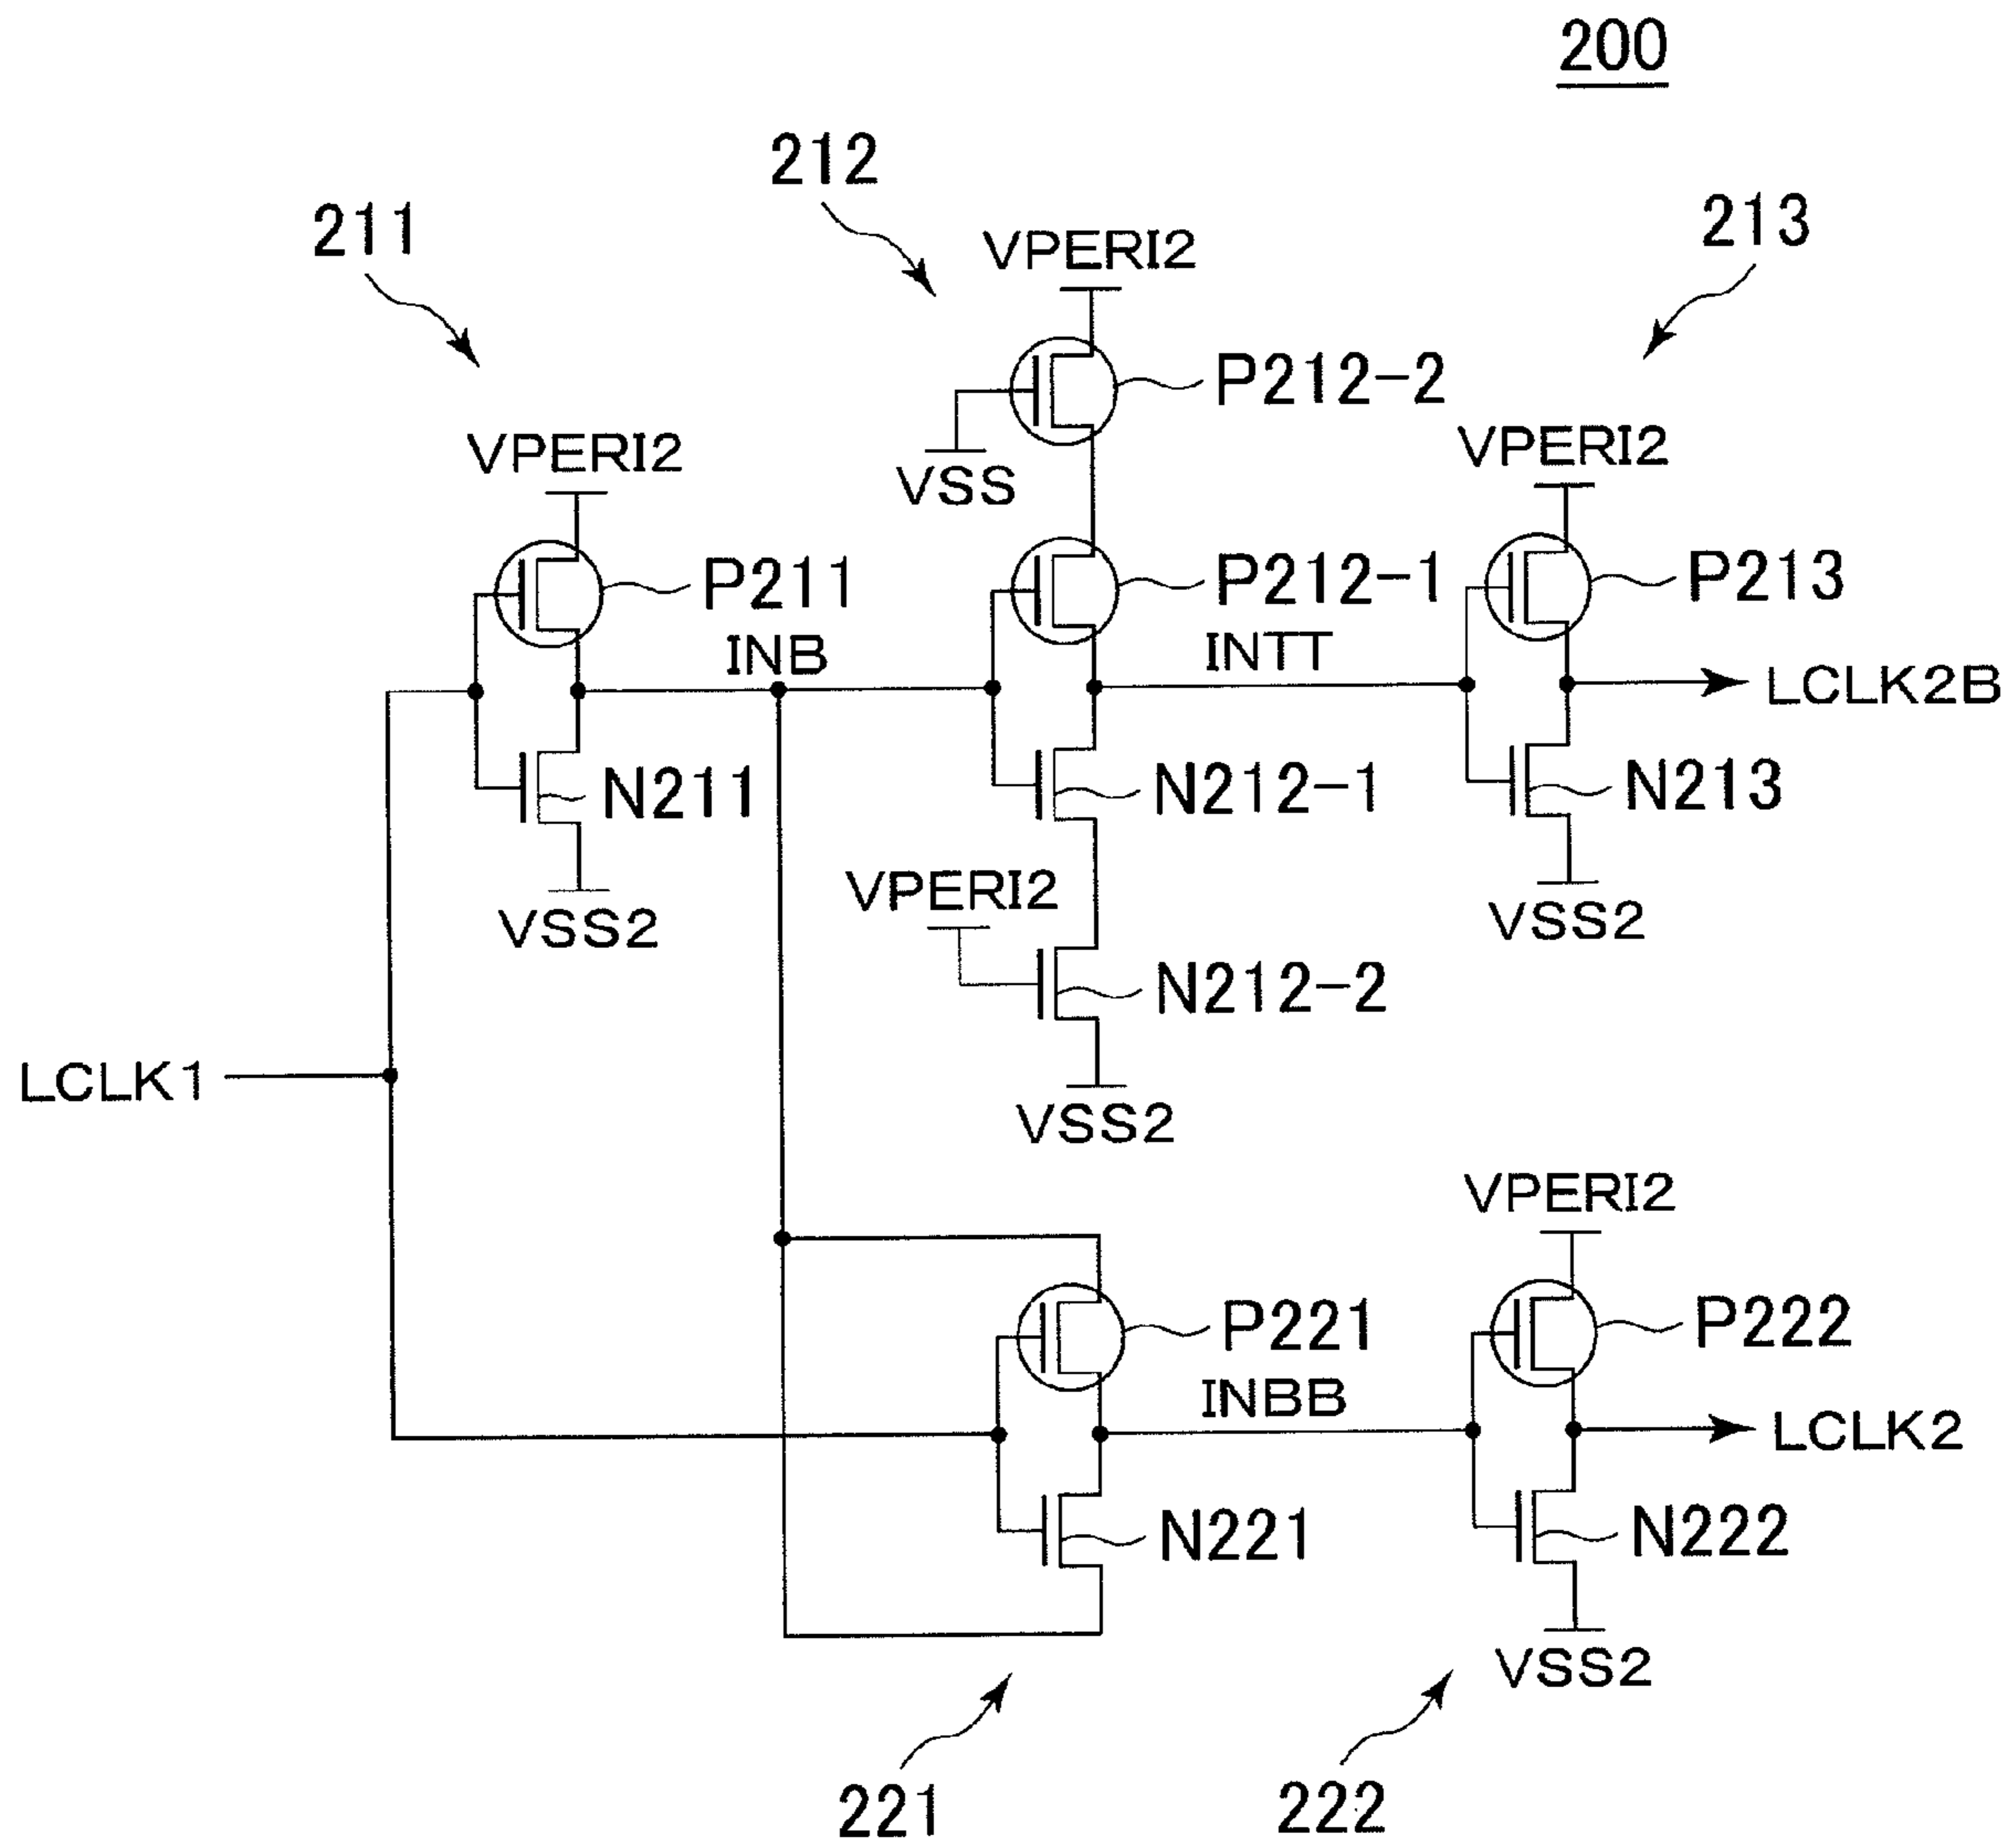 200
212
211
213
VPERI2
P212-2
VPERI2
VSS
VPERI2
P211
P212-1
P213
INB
INTT
LCLK2B
N211
N212-1
N213
VPERI2
VSS2
VSS2
N212-2
LCLK1
VSS2
VPERI2
P221
P222
INBB
LCLK2
N221
N222
VSS2
221
222